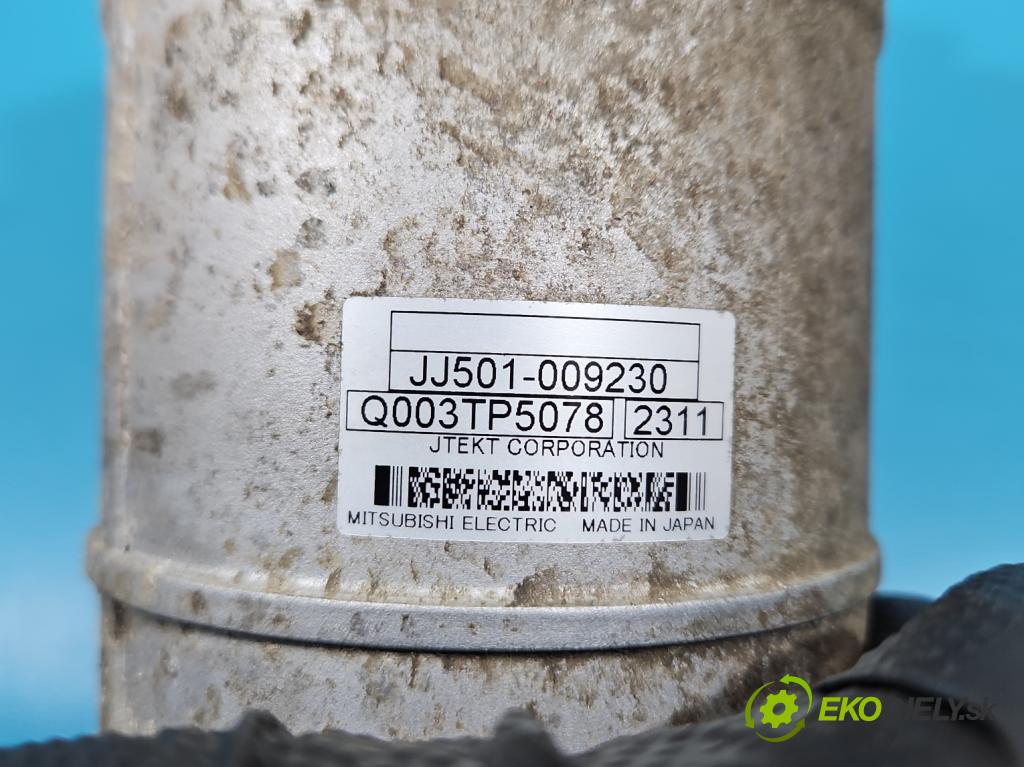 JJ501-009230
Q003TP5078 2311
JTEKT CORPORATION
MITSUBISHI ELECTRIC MADE IN JAPAN
EKODIELY.sk